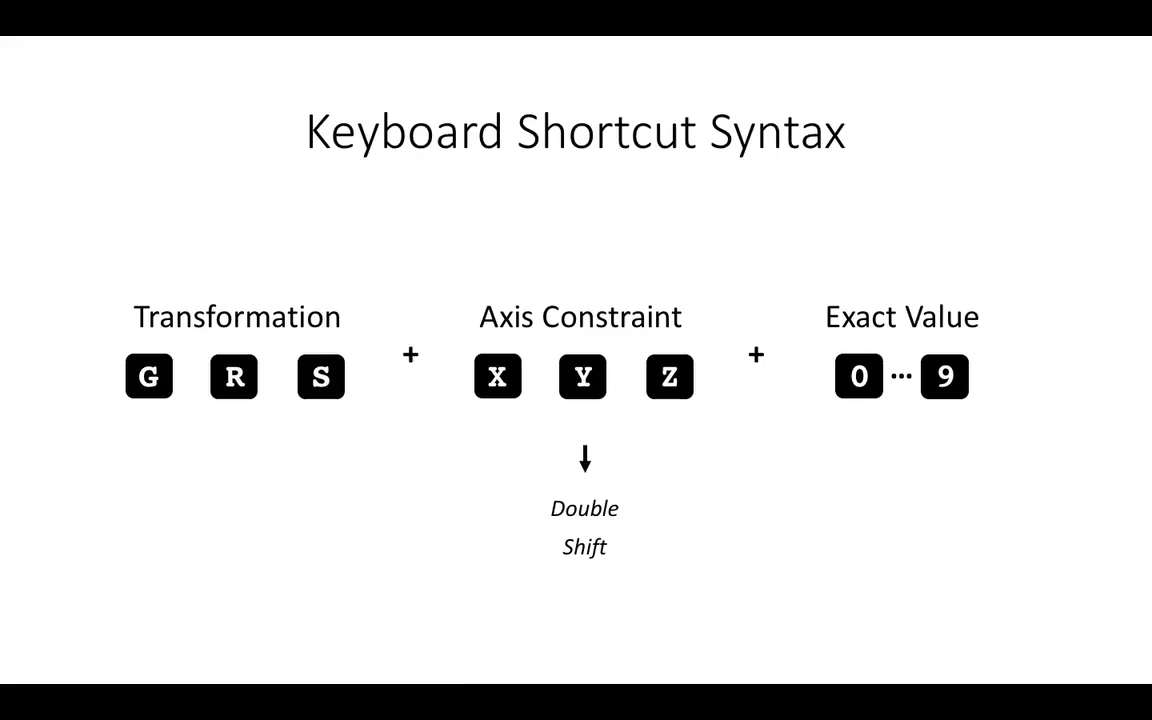 Keyboard Shortcut Syntax
Transformation Axis Constraint Exact Value
G R S + X Y Z + 0 ... 9
Double
Shift